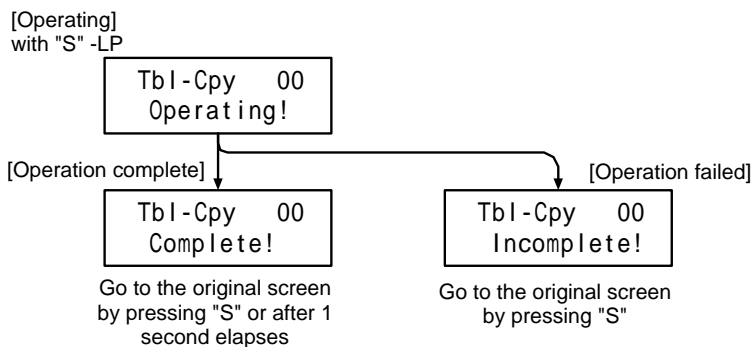 [Operating]
with "S" -LP
Tbl-Cpy 00
Operating!
[Operation complete]
[Operation failed]
Tbl-Cpy 00
Complete!
Tbl-Cpy 00
Incomplete!
Go to the original screen
by pressing "S" or after 1
second elapses
Go to the original screen
by pressing "S"